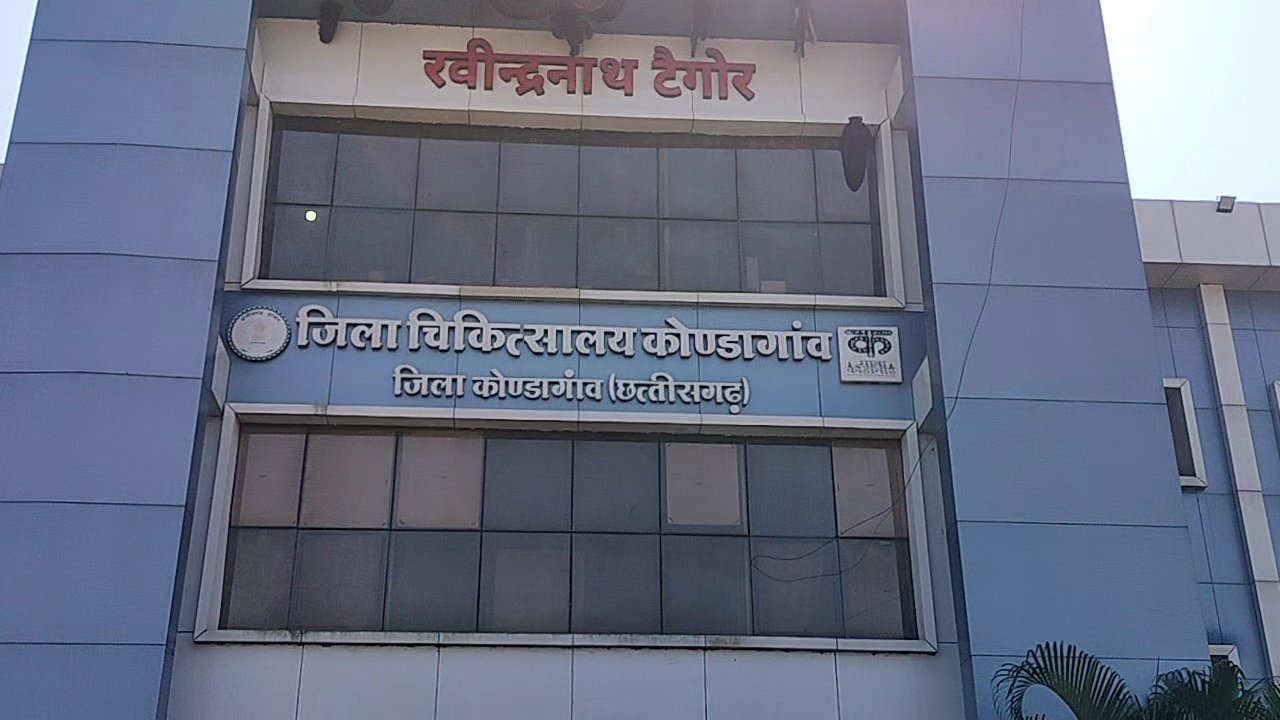 रवीन्द्रनाथ टैगोर
जिला चिकित्सालय कोण्डागांव
जिला कोण्डागांव (छत्तीसगढ़)